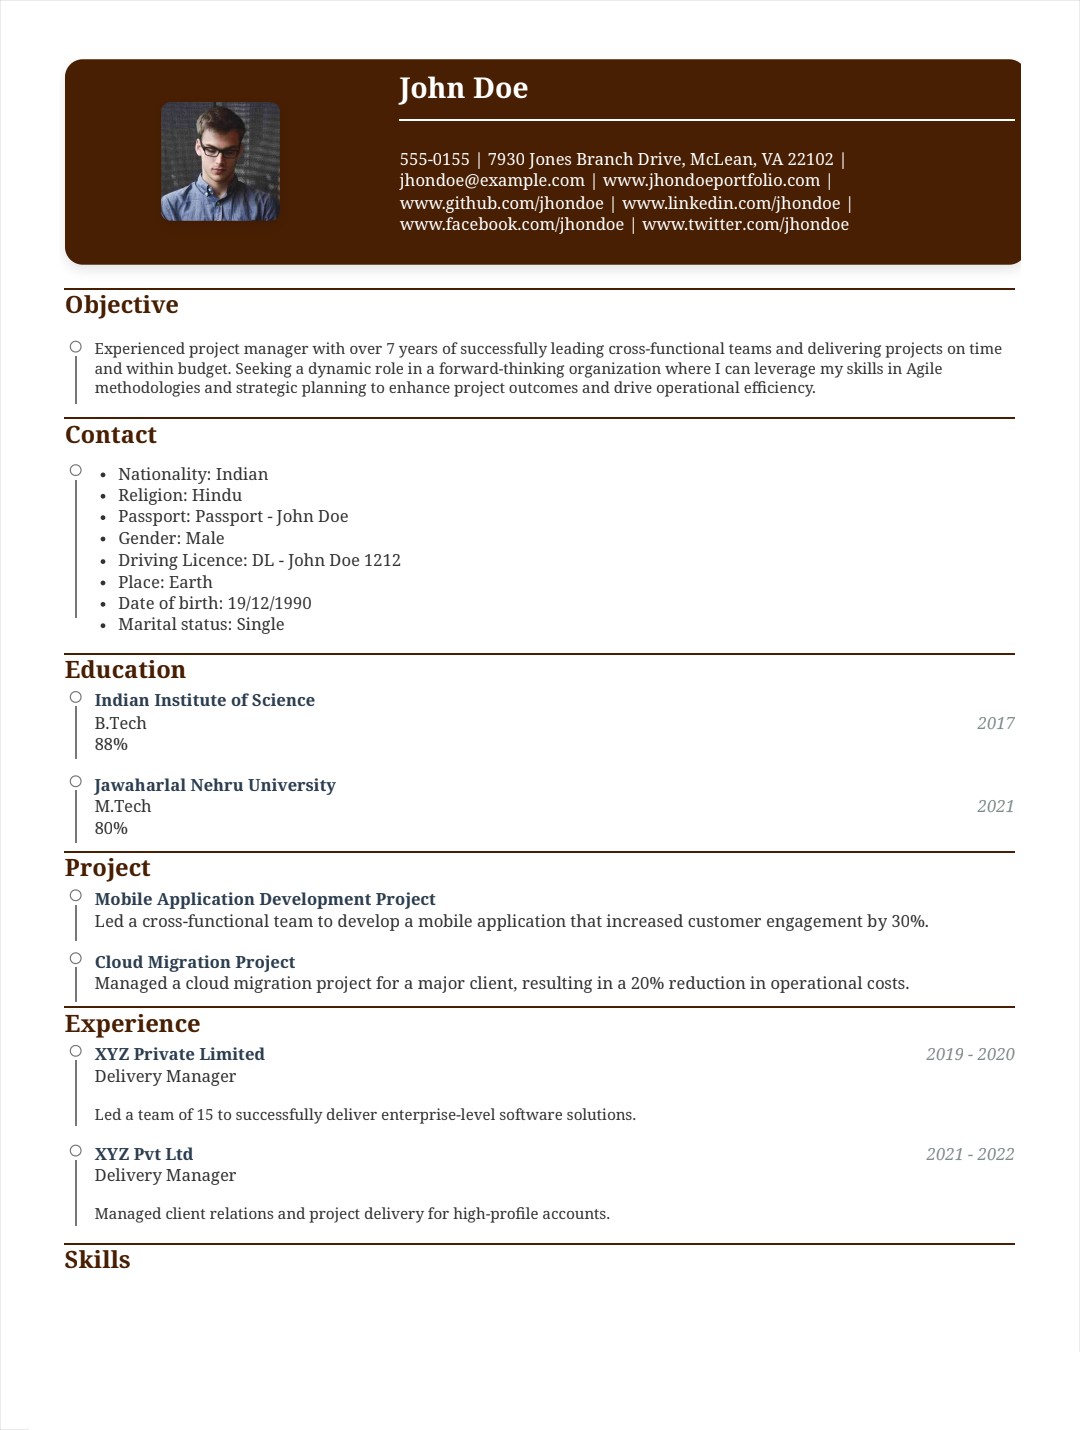 John Doe
555-0155 | 7930 Jones Branch Drive, McLean, VA 22102 |
jhondoe@example.com | www.jhondoeportfolio.com |
www.github.com/jhondoe | www.linkedin.com/jhondoe |
www.facebook.com/jhondoe | www.twitter.com/jhondoe
Objective
Experienced project manager with over 7 years of successfully leading cross-functional teams and delivering projects on time
and within budget. Seeking a dynamic role in a forward-thinking organization where I can leverage my skills in Agile
methodologies and strategic planning to enhance project outcomes and drive operational efficiency.
Contact
• Nationality: Indian
• Religion: Hindu
• Passport: Passport - John Doe
• Gender: Male
• Driving Licence: DL - John Doe 1212
• Place: Earth
• Date of birth: 19/12/1990
• Marital status: Single
Education
Indian Institute of Science
B.Tech 2017
88%
Jawaharlal Nehru University
M.Tech 2021
80%
Project
Mobile Application Development Project
Led a cross-functional team to develop a mobile application that increased customer engagement by 30%.
Cloud Migration Project
Managed a cloud migration project for a major client, resulting in a 20% reduction in operational costs.
Experience
XYZ Private Limited 2019 - 2020
Delivery Manager
Led a team of 15 to successfully deliver enterprise-level software solutions.
XYZ Pvt Ltd 2021 - 2022
Delivery Manager
Managed client relations and project delivery for high-profile accounts.
Skills